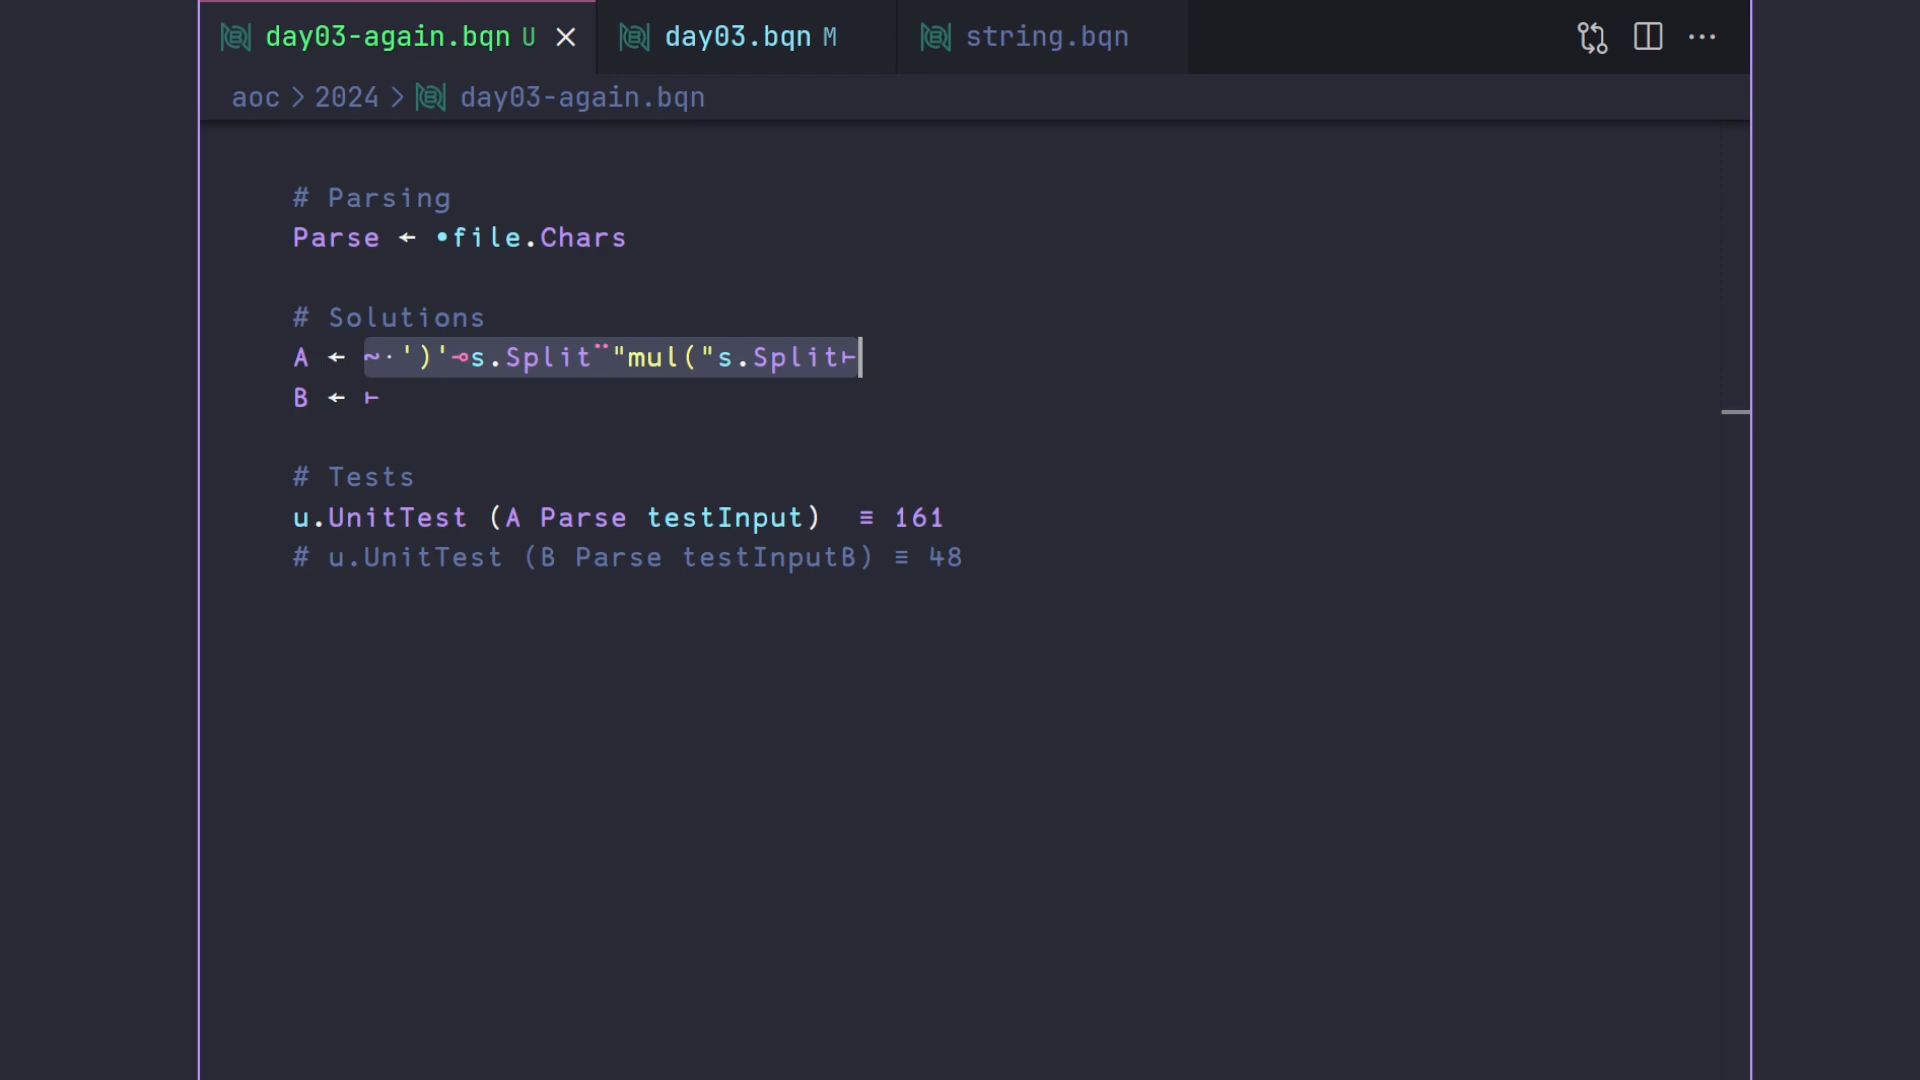 day03-again.bqn U
day03.bqn M
string.bqn
aoc > 2024 > day03-again.bqn
# Parsing
Parse ← •file.Chars
# Solutions
A ← ~·')'⊸s.Split¨"mul("s.Split⊢
B ← ⊢
# Tests
u.UnitTest (A Parse testInput)  ≡ 161
# u.UnitTest (B Parse testInputB) ≡ 48